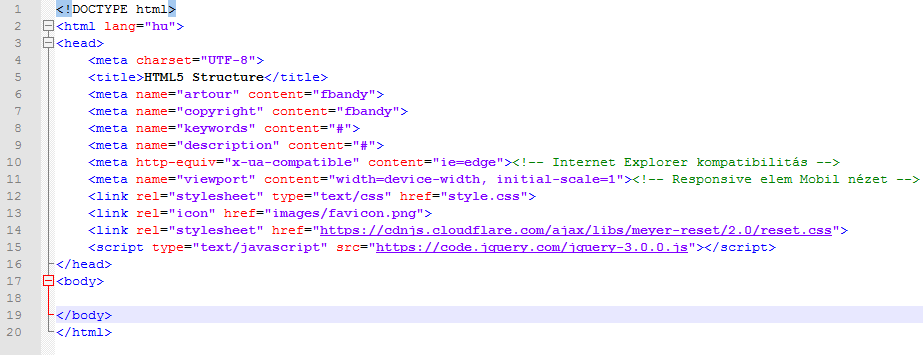 1 <!DOCTYPE html>
2 <html lang="hu">
3 <head>
4 <meta charset="UTF-8">
5 <title>HTML5 Structure</title>
6 <meta name="artour" content="fbandy">
7 <meta name="copyright" content="fbandy">
8 <meta name="keywords" content="#">
9 <meta name="description" content="#">
10 <meta http-equiv="x-ua-compatible" content="ie=edge"><!-- Internet Explorer kompatibilitás -->
11 <meta name="viewport" content="width=device-width, initial-scale=1"><!-- Responsive elem Mobil nézet -->
12 <link rel="stylesheet" type="text/css" href="style.css">
13 <link rel="icon" href="images/favicon.png">
14 <link rel="stylesheet" href="https://cdnjs.cloudflare.com/ajax/libs/meyer-reset/2.0/reset.css">
15 <script type="text/javascript" src="https://code.jquery.com/jquery-3.0.0.js"></script>
16 </head>
17 <body>
18
19 </body>
20 </html>